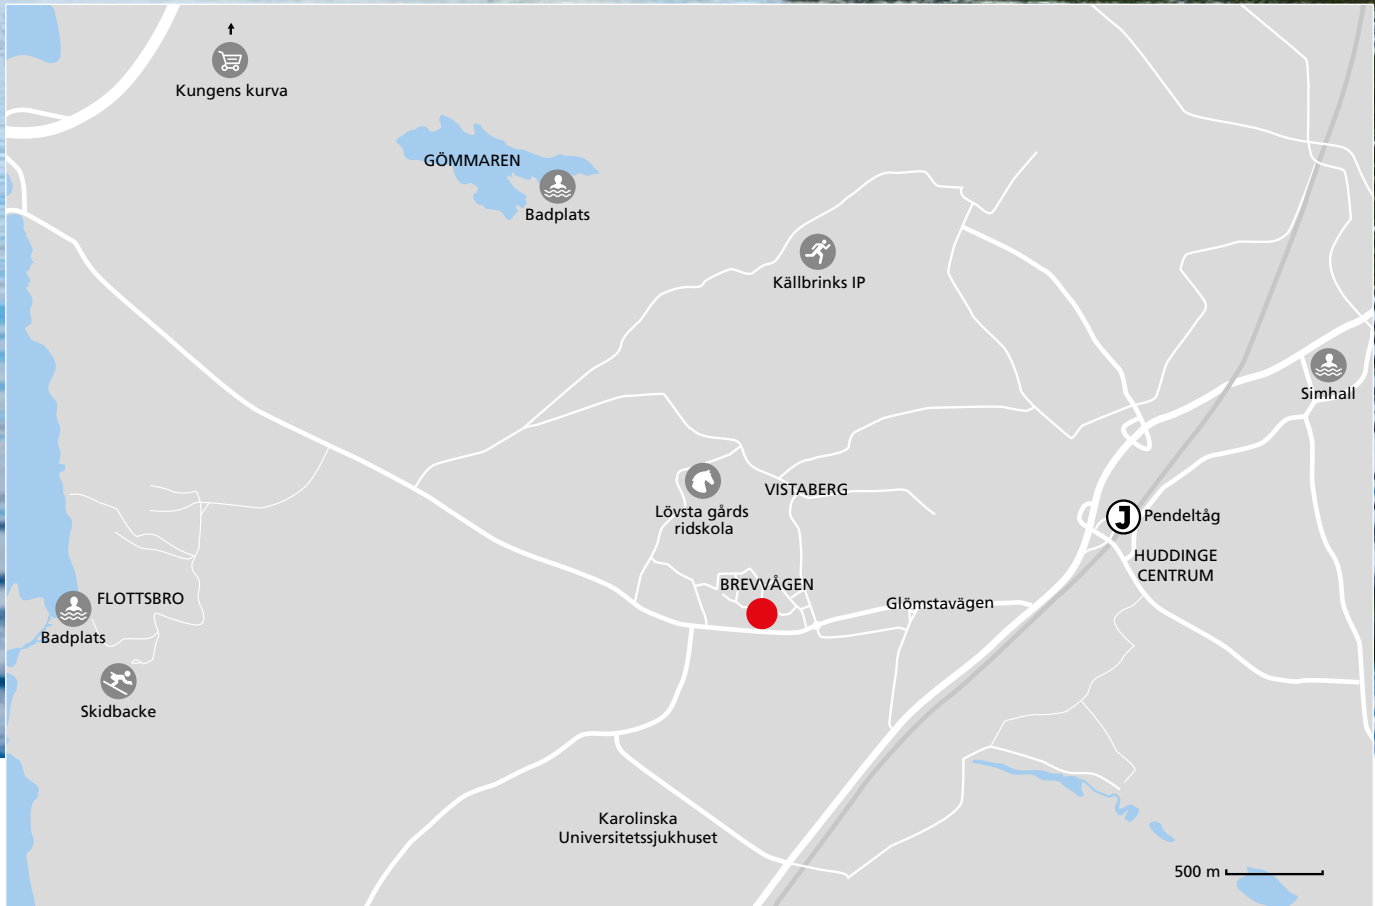 Kungens kurva
GÖMMAREN
Badplats
Källbrinks IP
Simhall
Lövsta gårds
ridskola
VISTABERG
J Pendeltåg
HUDDINGE
CENTRUM
BREVVÅGEN
Glömstavägen
FLOTTSBRO
Badplats
Skidbacke
Karolinska
Universitetssjukhuset
500 m